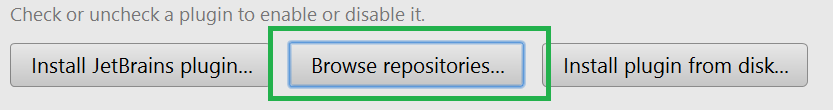 Check or uncheck a plugin to enable or disable it.
Install JetBrains plugin... Browse repositories... Install plugin from disk...